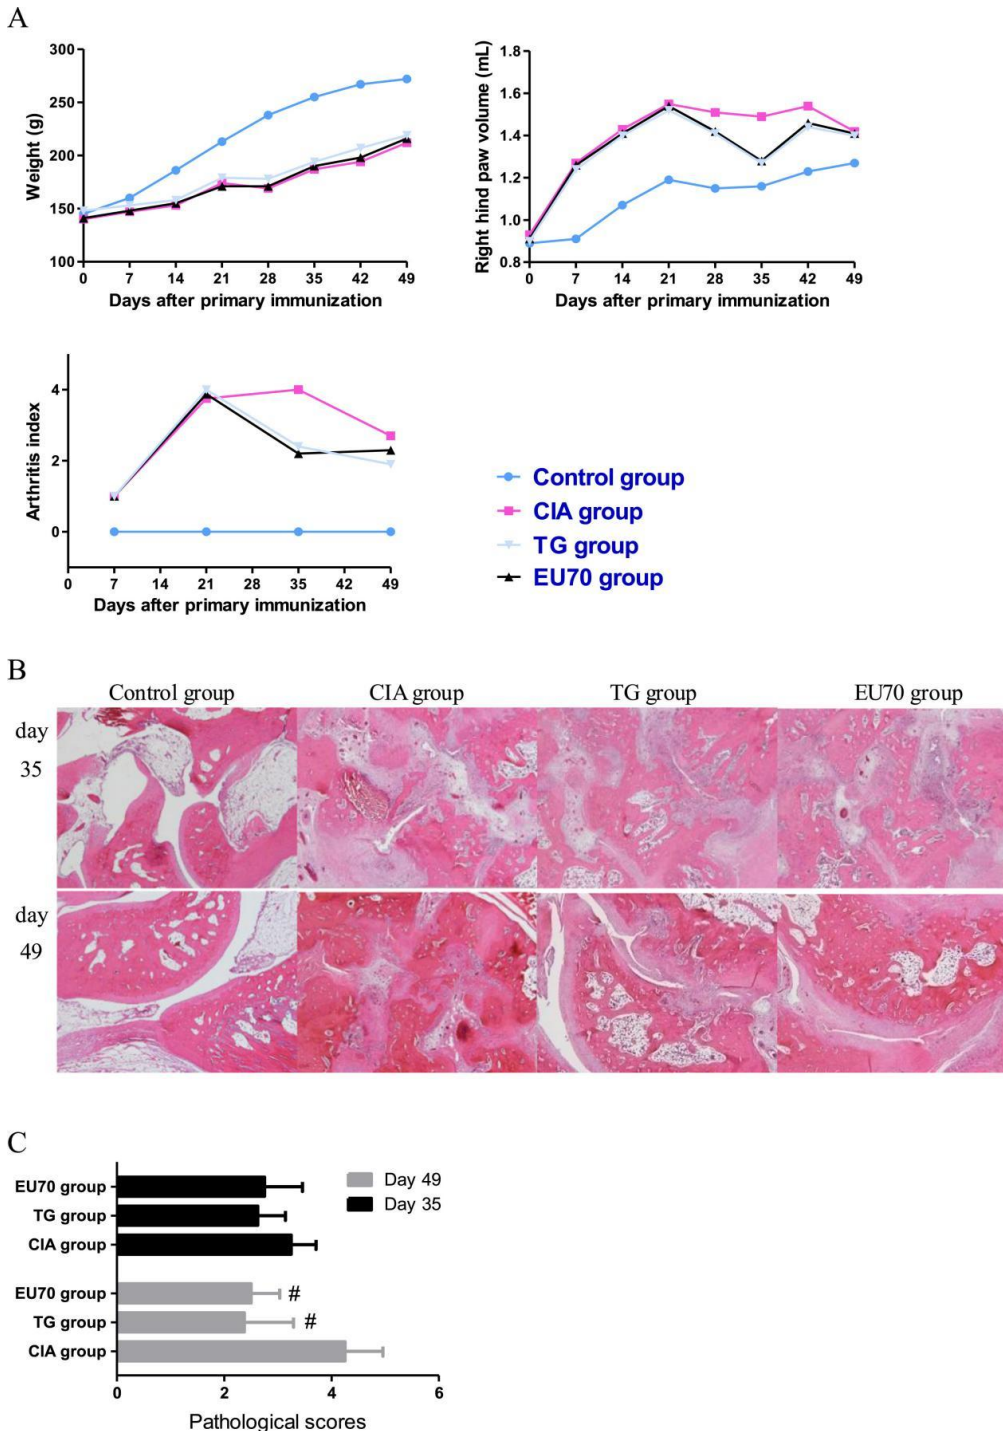 A
300
250
200
150
100
Weight (g)
0 7 14 21 28 35 42 49
Days after primary immunization
1.8
1.6
1.4
1.2
1.0
0.8
Right hind paw volume (mL)
0 7 14 21 28 35 42 49
Days after primary immunization
4
2
0
Arthritis index
0 7 14 21 28 35 42 49
Days after primary immunization
Control group
CIA group
TG group
EU70 group
B
Control group CIA group TG group EU70 group
day
35
day
49
C
EU70 group
TG group
CIA group
EU70 group #
TG group #
CIA group
Day 49
Day 35
0 2 4 6
Pathological scores